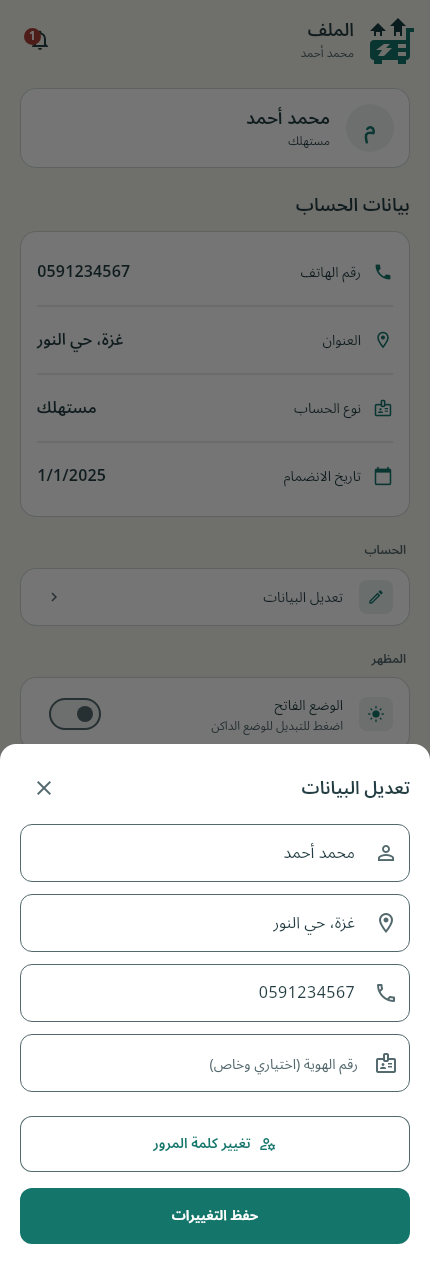 الملف
محمد أحمد
1
م
محمد أحمد
مستهلك
بيانات الحساب
رقم الهاتف
0591234567
العنوان
غزة، حي النور
نوع الحساب
مستهلك
تاريخ الانضمام
1/1/2025
الحساب
تعديل البيانات
المظهر
الوضع الفاتح
اضغط للتبديل للوضع الداكن
تعديل البيانات
محمد أحمد
غزة، حي النور
0591234567
رقم الهوية (اختياري وخاص)
تغيير كلمة المرور
حفظ التغييرات